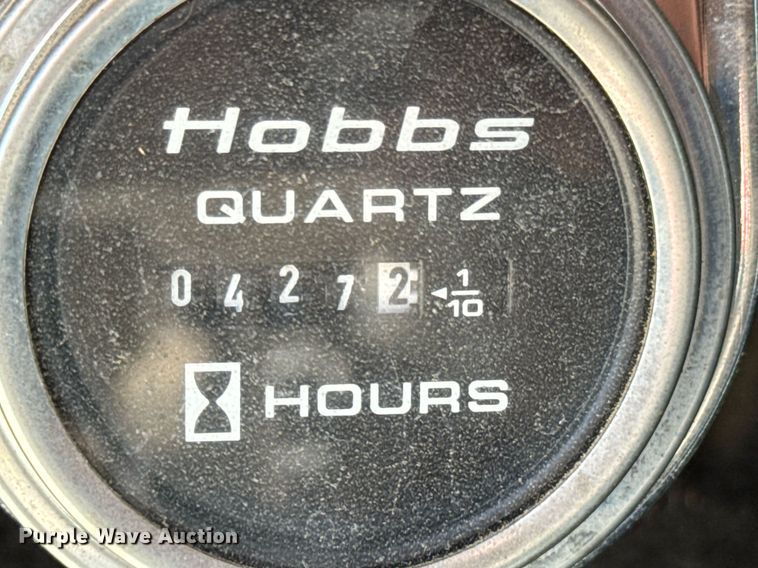 Hobbs
QUARTZ
0 4 2 7 2 ◄ 1/10
HOURS
Purple Wave Auction